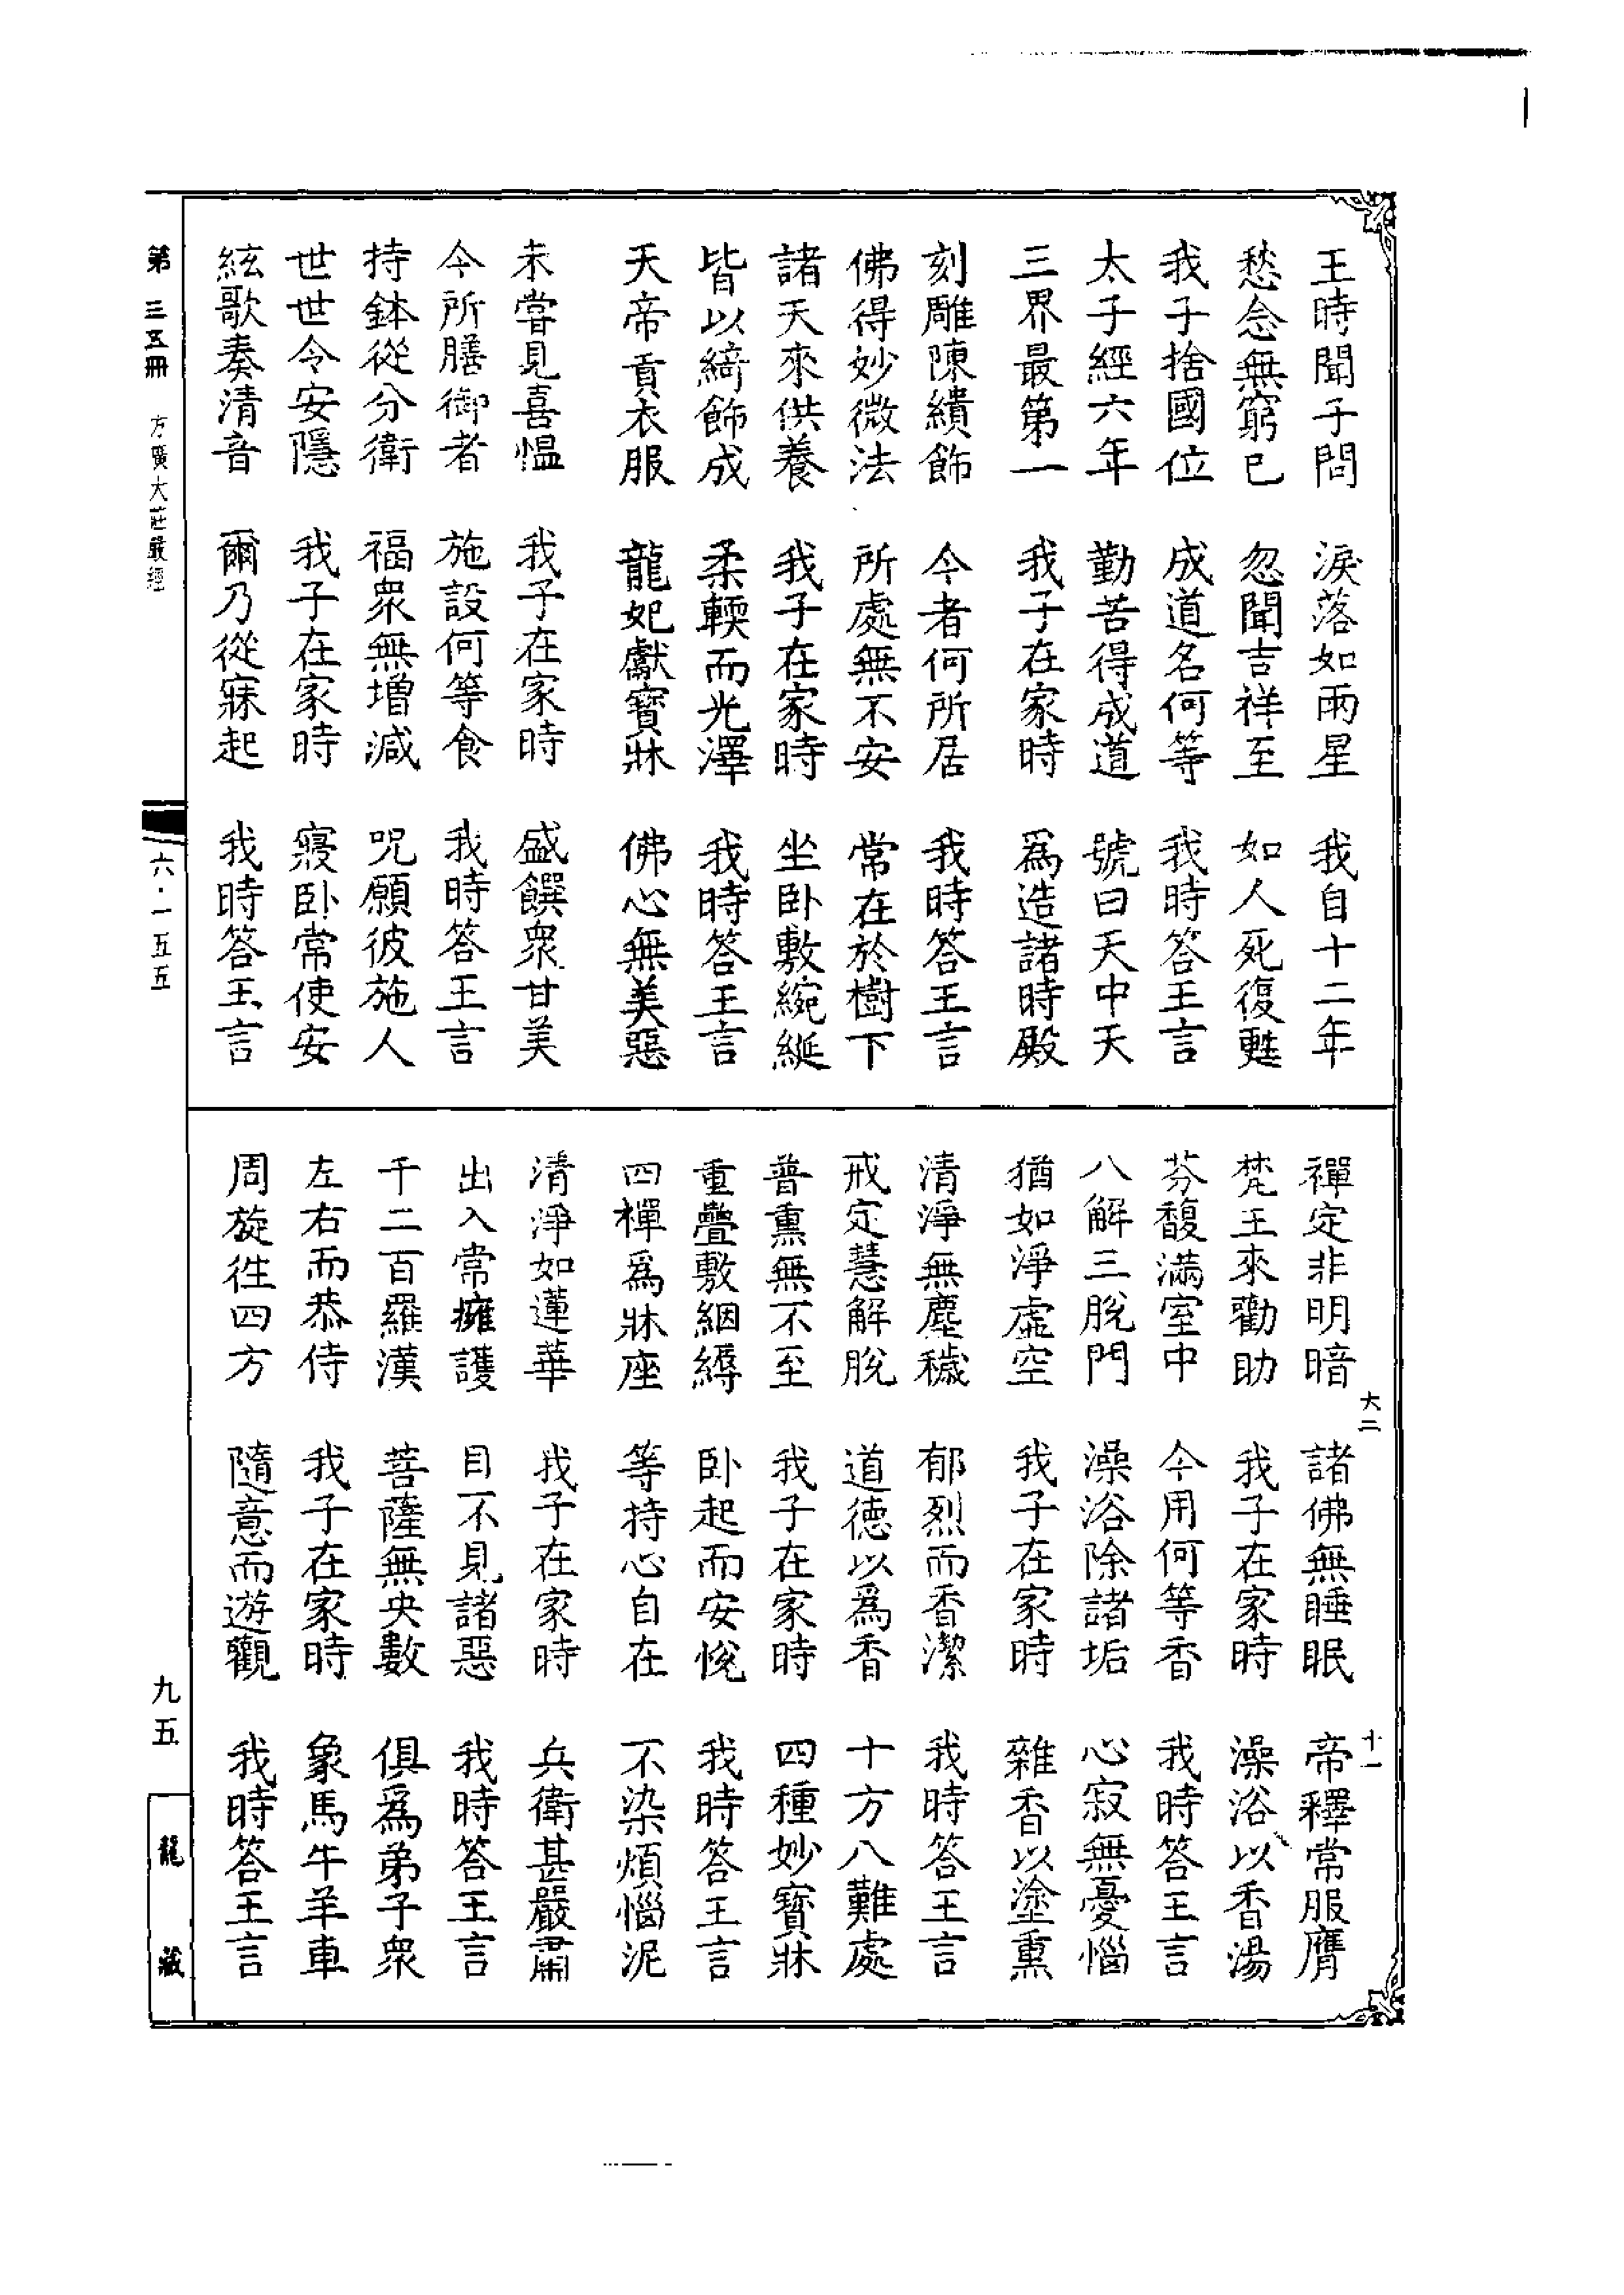 王時聞子問　淚落如雨星　我自十二年
愁念無窮已　忽聞吉祥至　如人死復甦
我子捨國位　成道名何等　我時答王言
太子經六年　勤苦得成道　號曰天中天
三界最第一　我子在家時　爲造諸時殿
刻雕陳繢飾　今者何所居　我時答王言
佛得妙微法　所處無不安　常在於樹下
諸天來供養　我子在家時　坐卧敷綩綖
皆以綺飾成　柔輭而光澤　我時答王言
天帝貢衣服　龍妃獻寶牀　佛心無美惡
未嘗見喜愠　我子在家時　盛饌衆甘美
今所膳御者　施設何等食　我時答王言
持鉢從分衛　福衆無增減　咒願彼施人
世世令安隱　我子在家時　寢卧常使安
絃歌奏清音　爾乃從寐起　我時答王言
禪定非明暗　諸佛無睡眠　帝釋常服膺
梵王來勸助　我子在家時　澡浴以香湯
芬馥滿室中　今用何等香　我時答王言
八解三脫門　澡浴除諸垢　心寂無憂惱
猶如淨虛空　我子在家時　雜香以塗熏
清淨無塵穢　郁烈而香潔　我時答王言
戒定慧解脫　道德以爲香　十方八難處
普熏無不至　我子在家時　四種妙寶牀
重疊敷絪縟　卧起而安悅　我時答王言
四禪爲牀座　等持心自在　不染煩惱泥
清淨如蓮華　我子在家時　兵衛甚嚴肅
出入常擁護　目不見諸惡　我時答王言
千二百羅漢　菩薩無央數　俱爲弟子衆
左右而恭侍　我子在家時　象馬牛羊車
周旋往四方　隨意而遊觀　我時答王言
大二
十一
第三五冊　方廣大莊嚴經
六·一五五
九五
龍藏